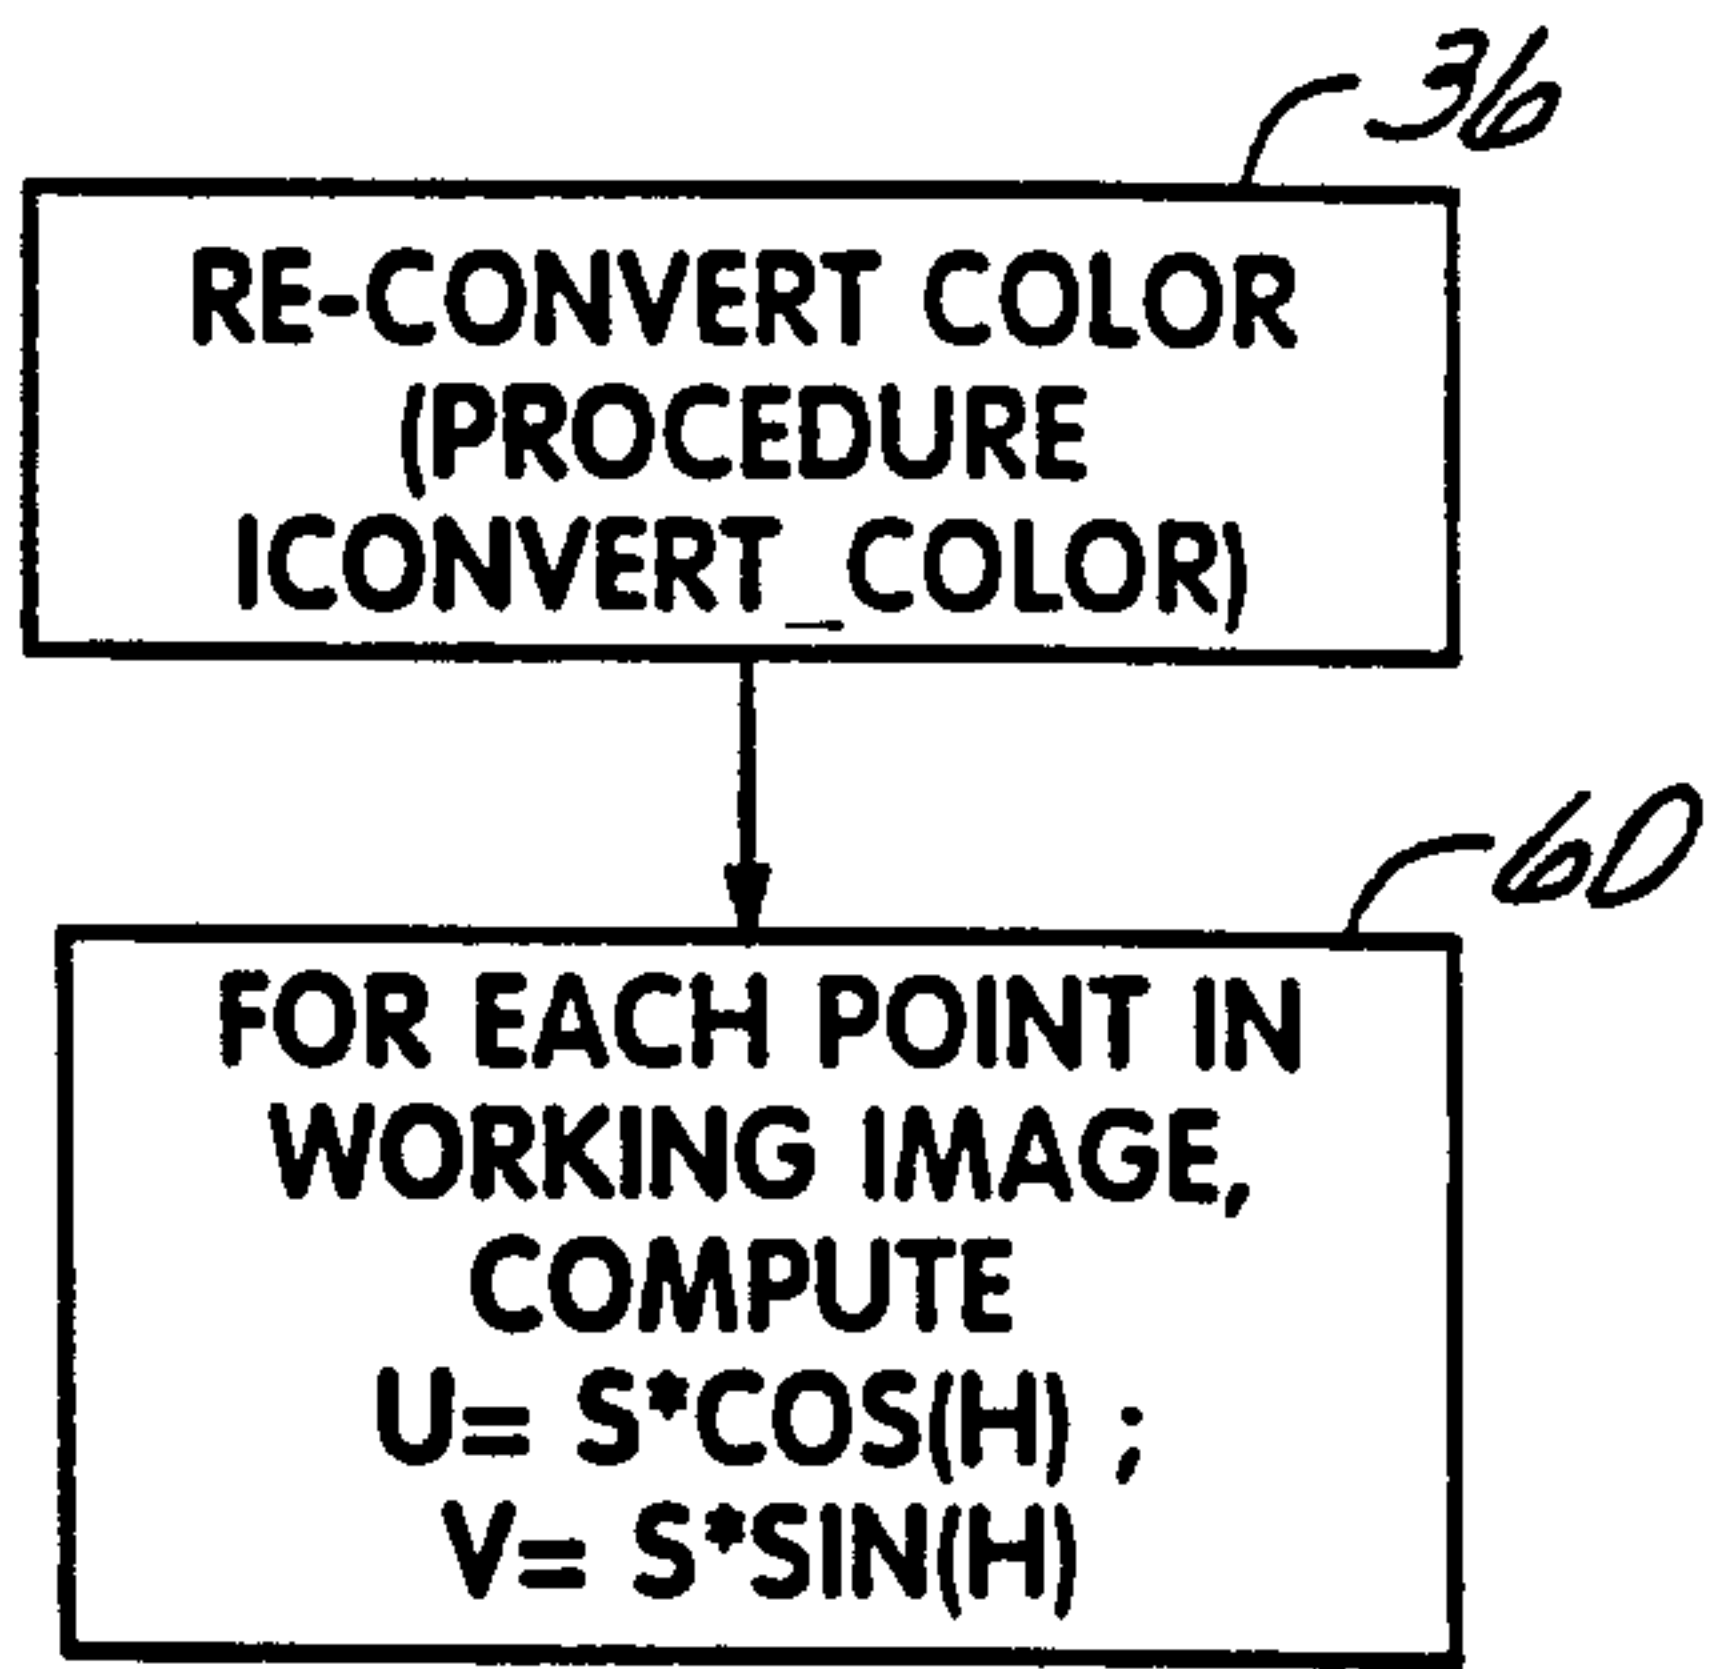 36
RE-CONVERT COLOR
(PROCEDURE
ICONVERT_COLOR)
60
FOR EACH POINT IN
WORKING IMAGE,
COMPUTE
U= S*COS(H) ;
V= S*SIN(H)